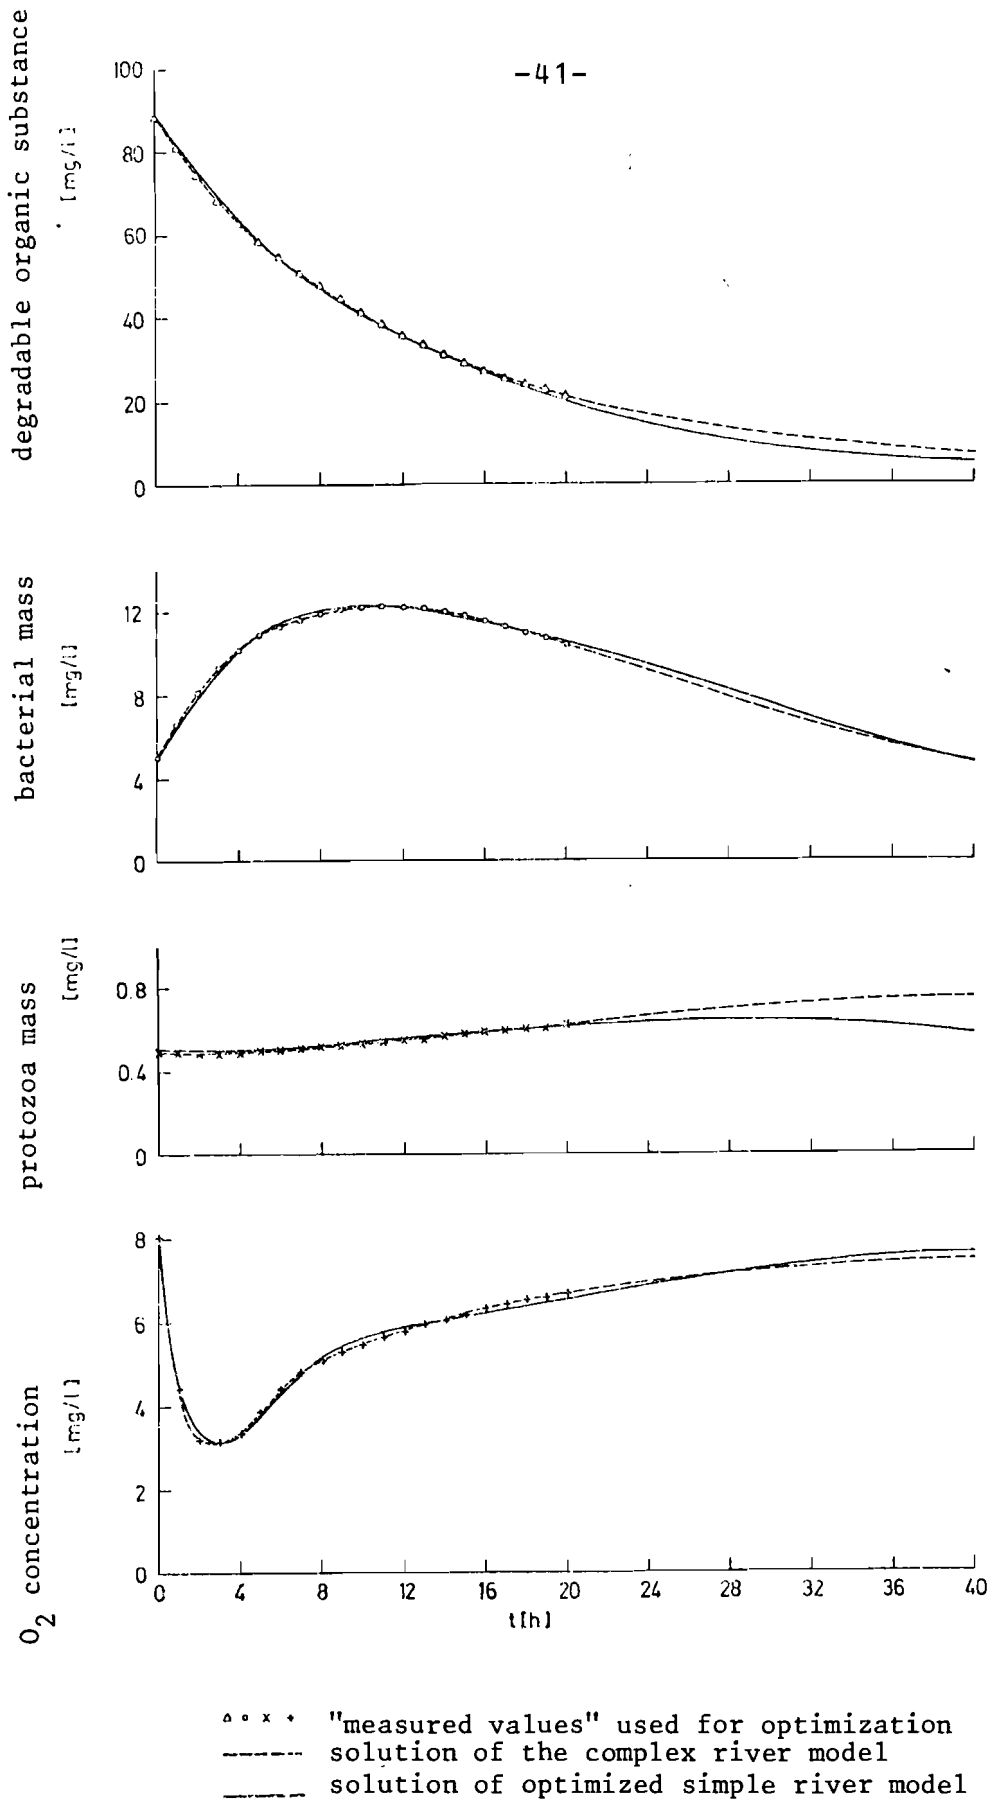 -41-
degradable organic substance
[mg/l]
100
80
60
40
20
0
bacterial mass
[mg/l]
12
8
4
0
protozoa mass
[mg/l]
0.8
0.4
0
O2 concentration
[mg/l]
8
6
4
2
0
0 4 8 12 16 20 24 28 32 36 40
t[h]
"measured values" used for optimization
solution of the complex river model
solution of optimized simple river model